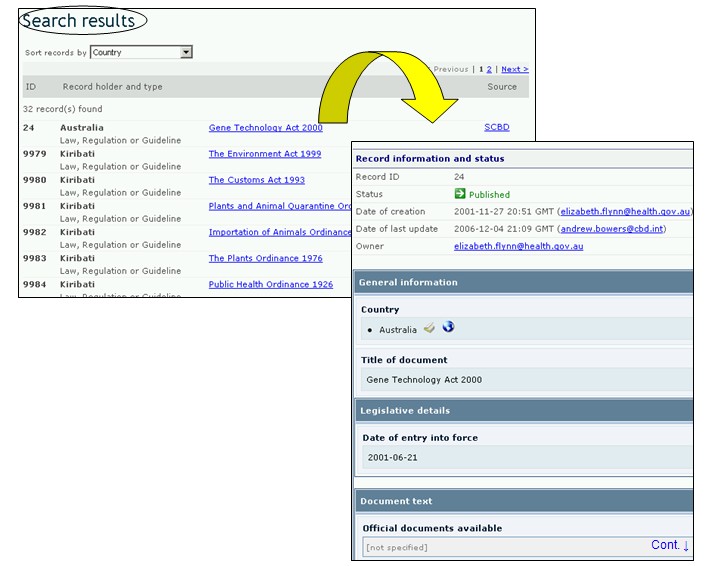 Search results
Sort records by Country
Previous | 1 2 | Next >
ID Record holder and type Source
32 record(s) found
24 Australia Gene Technology Act 2000 SCBD
Law, Regulation or Guideline
9979 Kiribati The Environment Act 1999
Law, Regulation or Guideline
9980 Kiribati The Customs Act 1993
Law, Regulation or Guideline
9981 Kiribati Plants and Animal Quarantine Ord
Law, Regulation or Guideline
9982 Kiribati Importation of Animals Ordinance
Law, Regulation or Guideline
9983 Kiribati The Plants Ordinance 1976
Law, Regulation or Guideline
9984 Kiribati Public Health Ordinance 1926
Law, Regulation or Guideline
Record information and status
Record ID 24
Status Published
Date of creation 2001-11-27 20:51 GMT (elizabeth.flynn@health.gov.au)
Date of last update 2006-12-04 21:09 GMT (andrew.bowers@cbd.int)
Owner elizabeth.flynn@health.gov.au
General information
Country
• Australia
Title of document
Gene Technology Act 2000
Legislative details
Date of entry into force
2001-06-21
Document text
Official documents available
[not specified] Cont. ↓